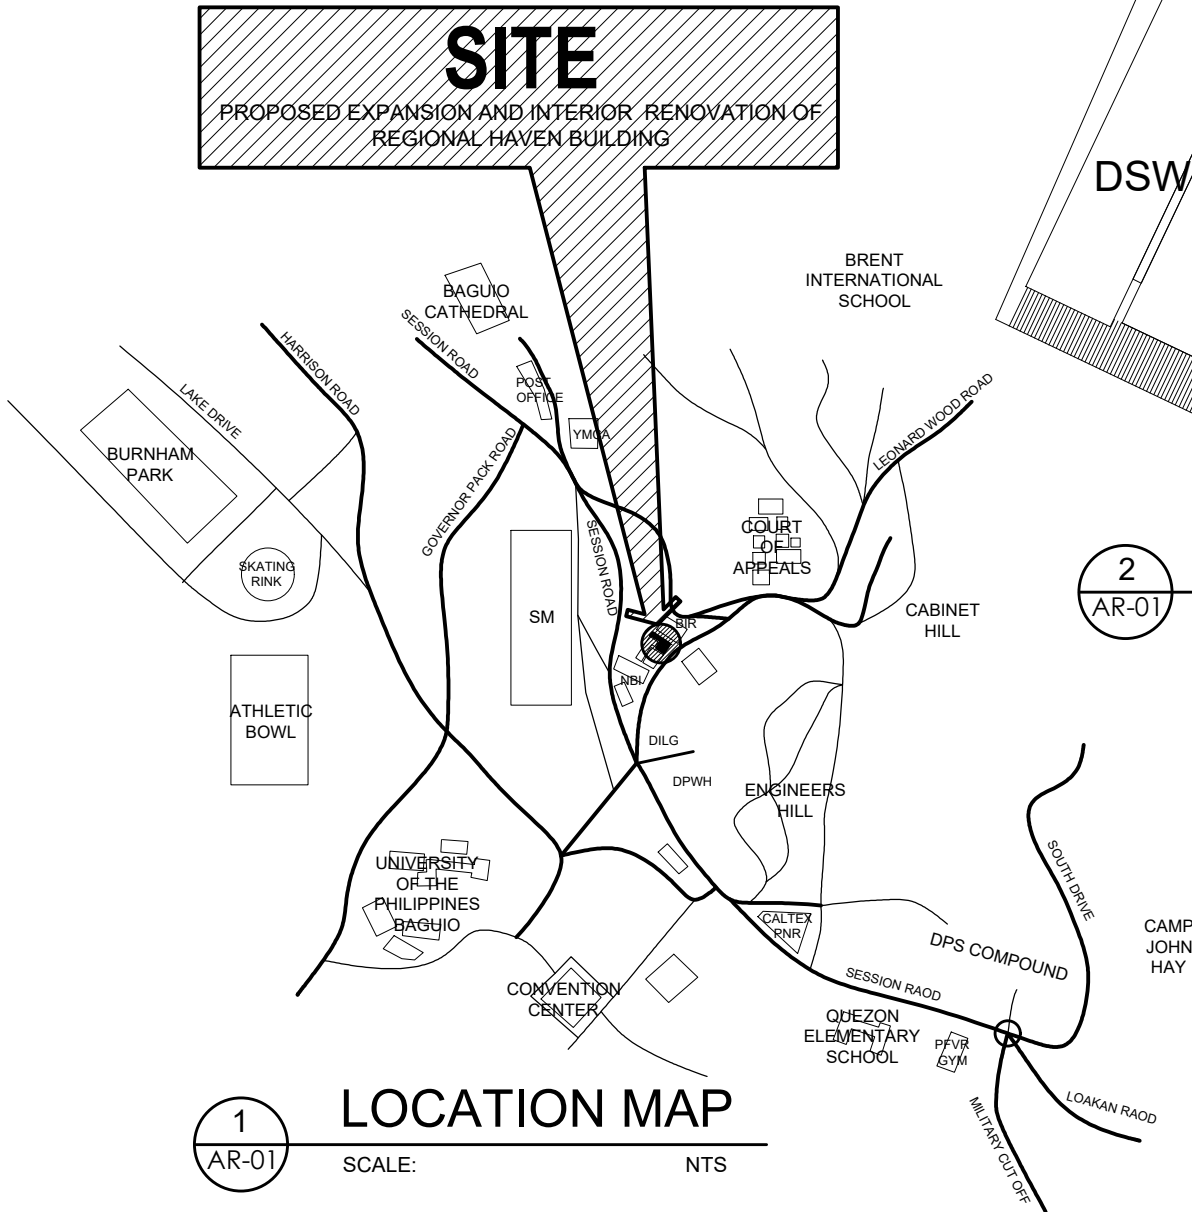 SITE
PROPOSED EXPANSION AND INTERIOR RENOVATION OF
REGIONAL HAVEN BUILDING
DSW
BRENT
INTERNATIONAL
SCHOOL
BAGUIO
CATHEDRAL
SESSION ROAD
HARRISON ROAD
LAKE DRIVE
POST
OFFICE
YMCA
LEONARD WOOD ROAD
BURNHAM
PARK
GOVERNOR PACK ROAD
SESSION ROAD
COURT
OF
APPEALS
SKATING
RINK
2
AR-01
CABINET
HILL
SM
BIR
NBI
ATHLETIC
BOWL
DILG
DPWH
ENGINEERS
HILL
SOUTH DRIVE
UNIVERSITY
OF THE
PHILIPPINES
BAGUIO
CALTEX
PNR
DPS COMPOUND
CAMP
JOHN
HAY
SESSION RAOD
CONVENTION
CENTER
QUEZON
ELEMENTARY
SCHOOL
PFVR
GYM
LOAKAN RAOD
MILITARY CUT OFF
1
AR-01
LOCATION MAP
SCALE:
NTS